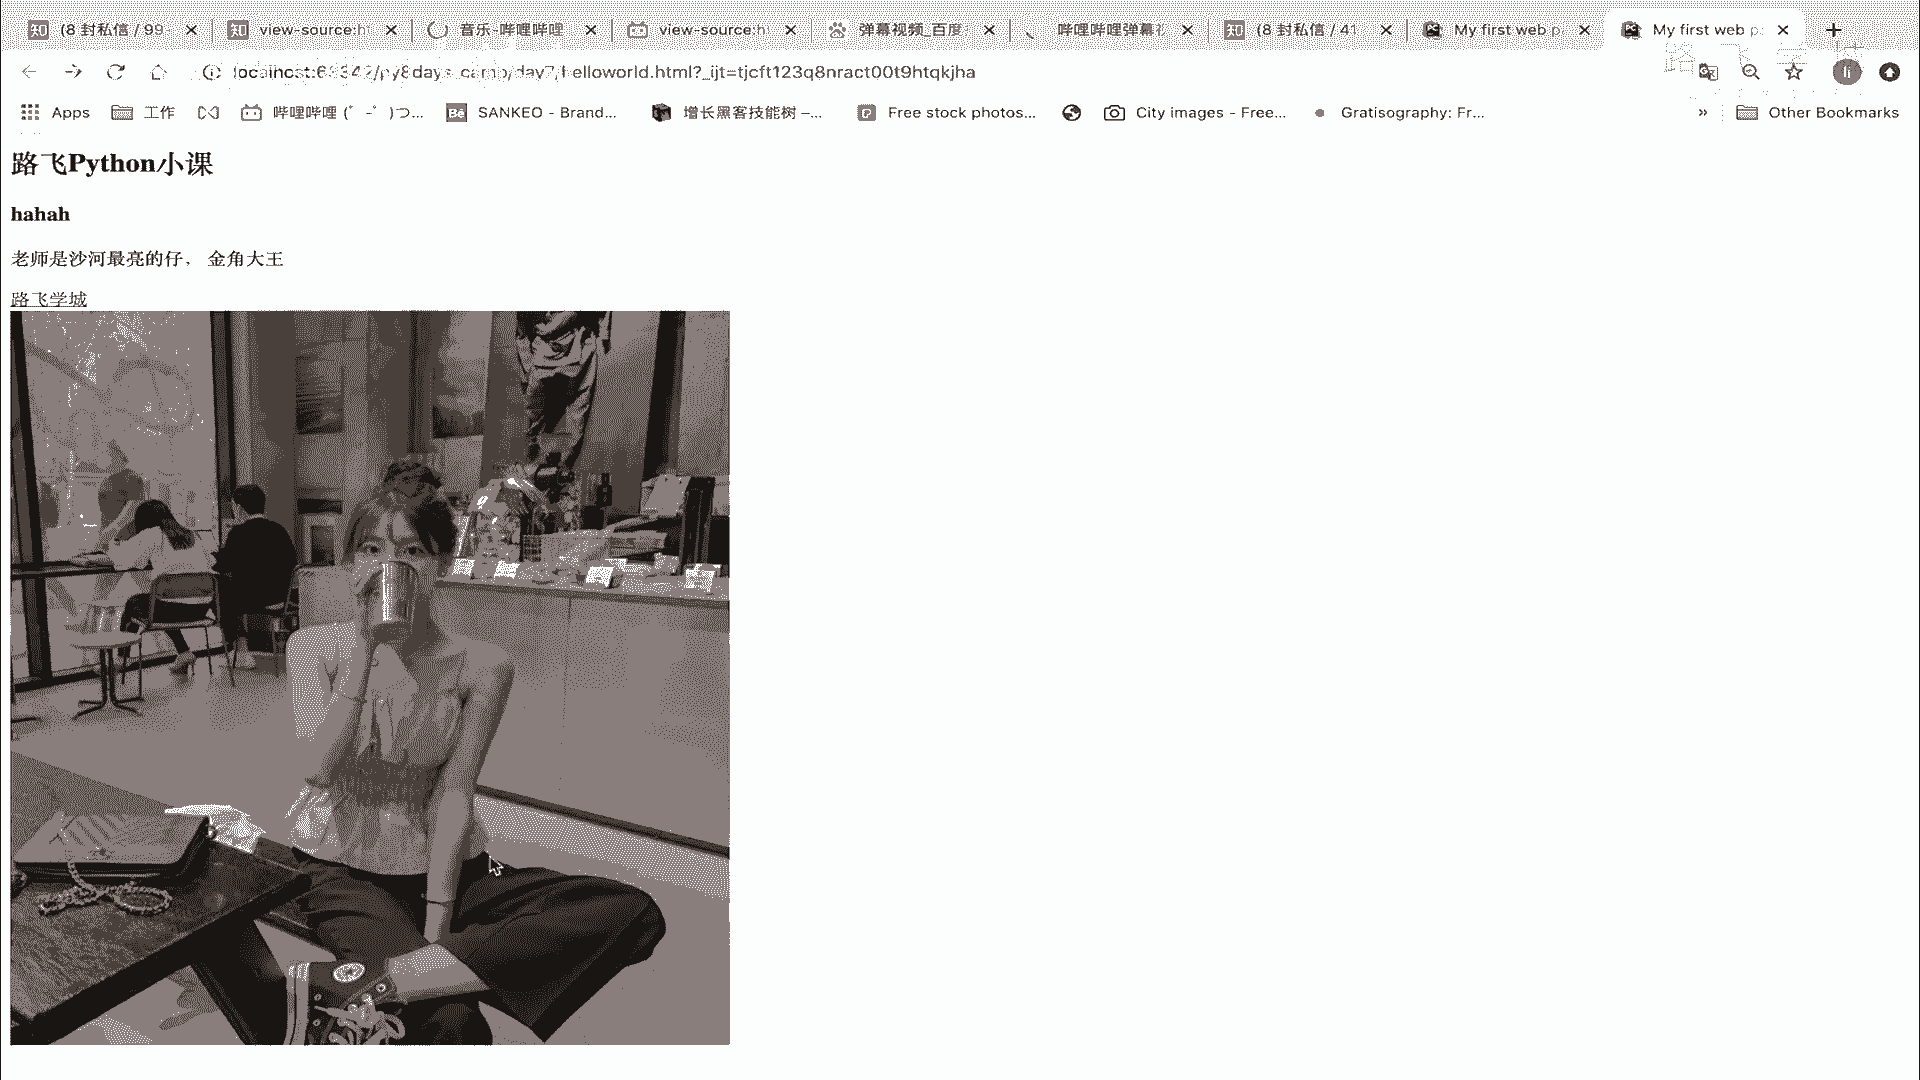 (8 封私信 / 99
view-source:h
音乐-哔哩哔哩
view-source:h
弹幕视频_百度
哔哩哔哩弹幕视
(8 封私信 / 41
My first web p
My first web p
localhost:63342/py8days_camp/day7/helloworld.html?_ijt=tjcft123q8nract00t9htqkjha
Apps
工作
哔哩哔哩 (゜-゜)つ...
SANKEO - Brand...
增长黑客技能树 –...
Free stock photos...
City images - Free...
Gratisography: Fr...
»
Other Bookmarks
路飞Python小课
hahah
老师是沙河最亮的仔， 金角大王
路飞学城